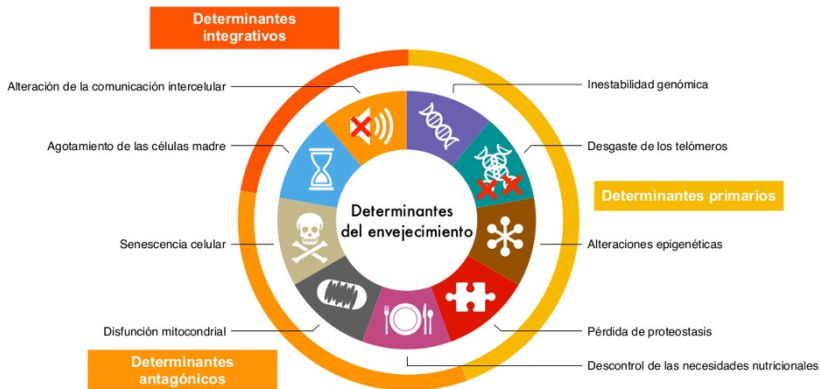 Determinantes
integrativos
Alteración de la comunicación intercelular
Inestabilidad genómica
Agotamiento de las células madre
Desgaste de los telómeros
Determinantes primarios
Determinantes
del envejecimiento
Senescencia celular
Alteraciones epigenéticas
Disfunción mitocondrial
Pérdida de proteostasis
Determinantes
antagónicos
Descontrol de las necesidades nutricionales